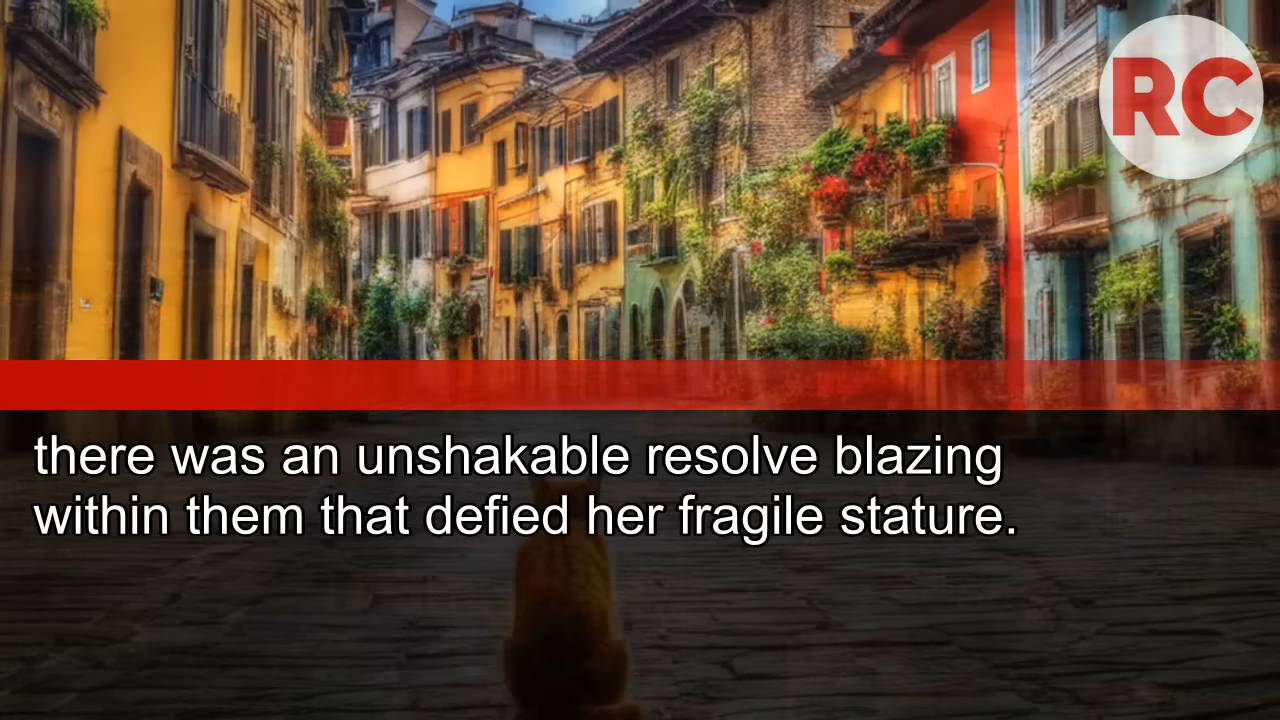 RC
there was an unshakable resolve blazing
within them that defied her fragile stature.